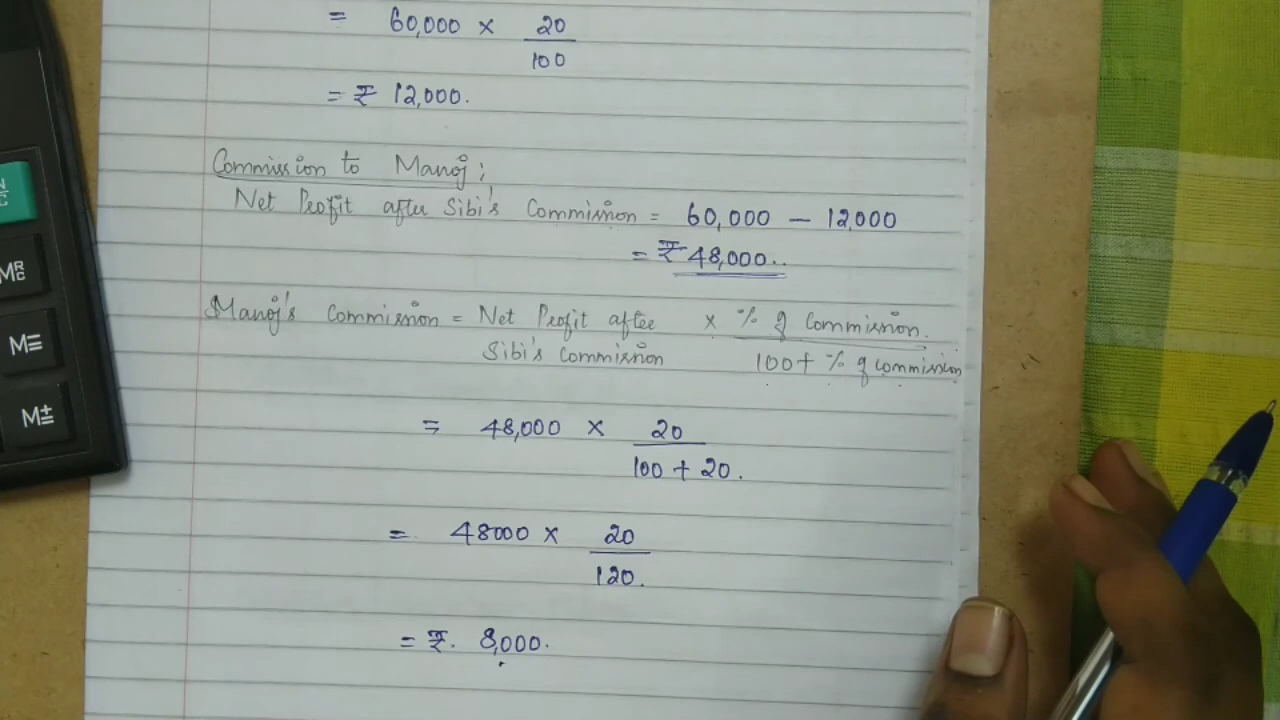 = 60,000 × 20
100
= ₹ 12,000.
Commission to Manoj;
Net Profit after Sibi's Commission = 60,000 – 12,000
= ₹ 48,000..
Manoj's Commission = Net Profit after × % of Commission.
Sibi's Commission 100+ % of commission
= 48,000 × 20
100 + 20.
= 48000 × 20
120.
= ₹. 8,000.
MRC
M=
M±=